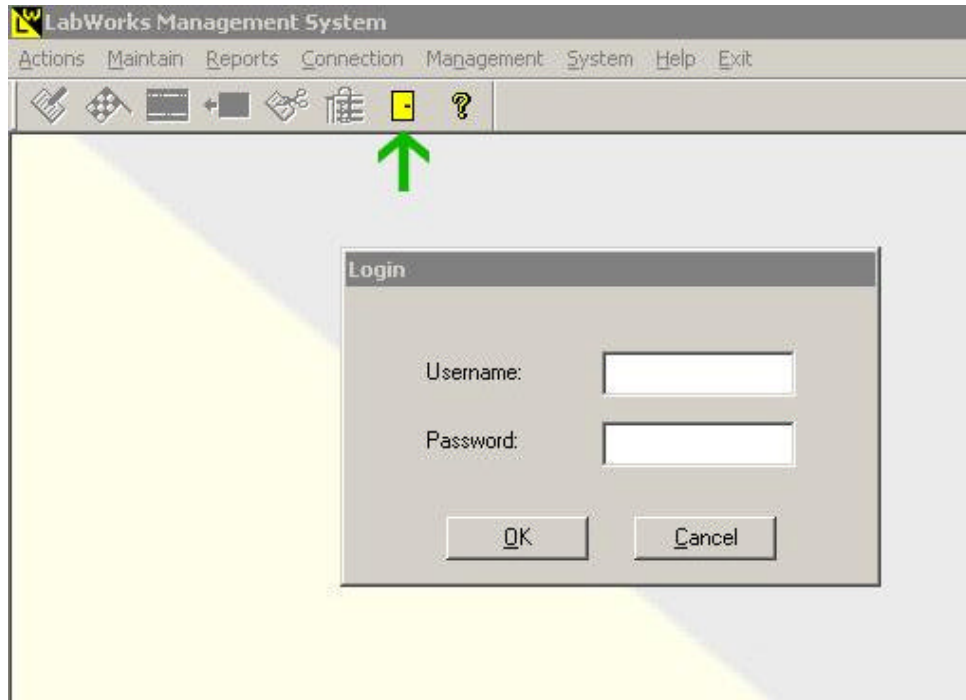 LabWorks Management System
Actions Maintain Reports Connection Management System Help Exit
?
Login
Username:
Password:
OK Cancel